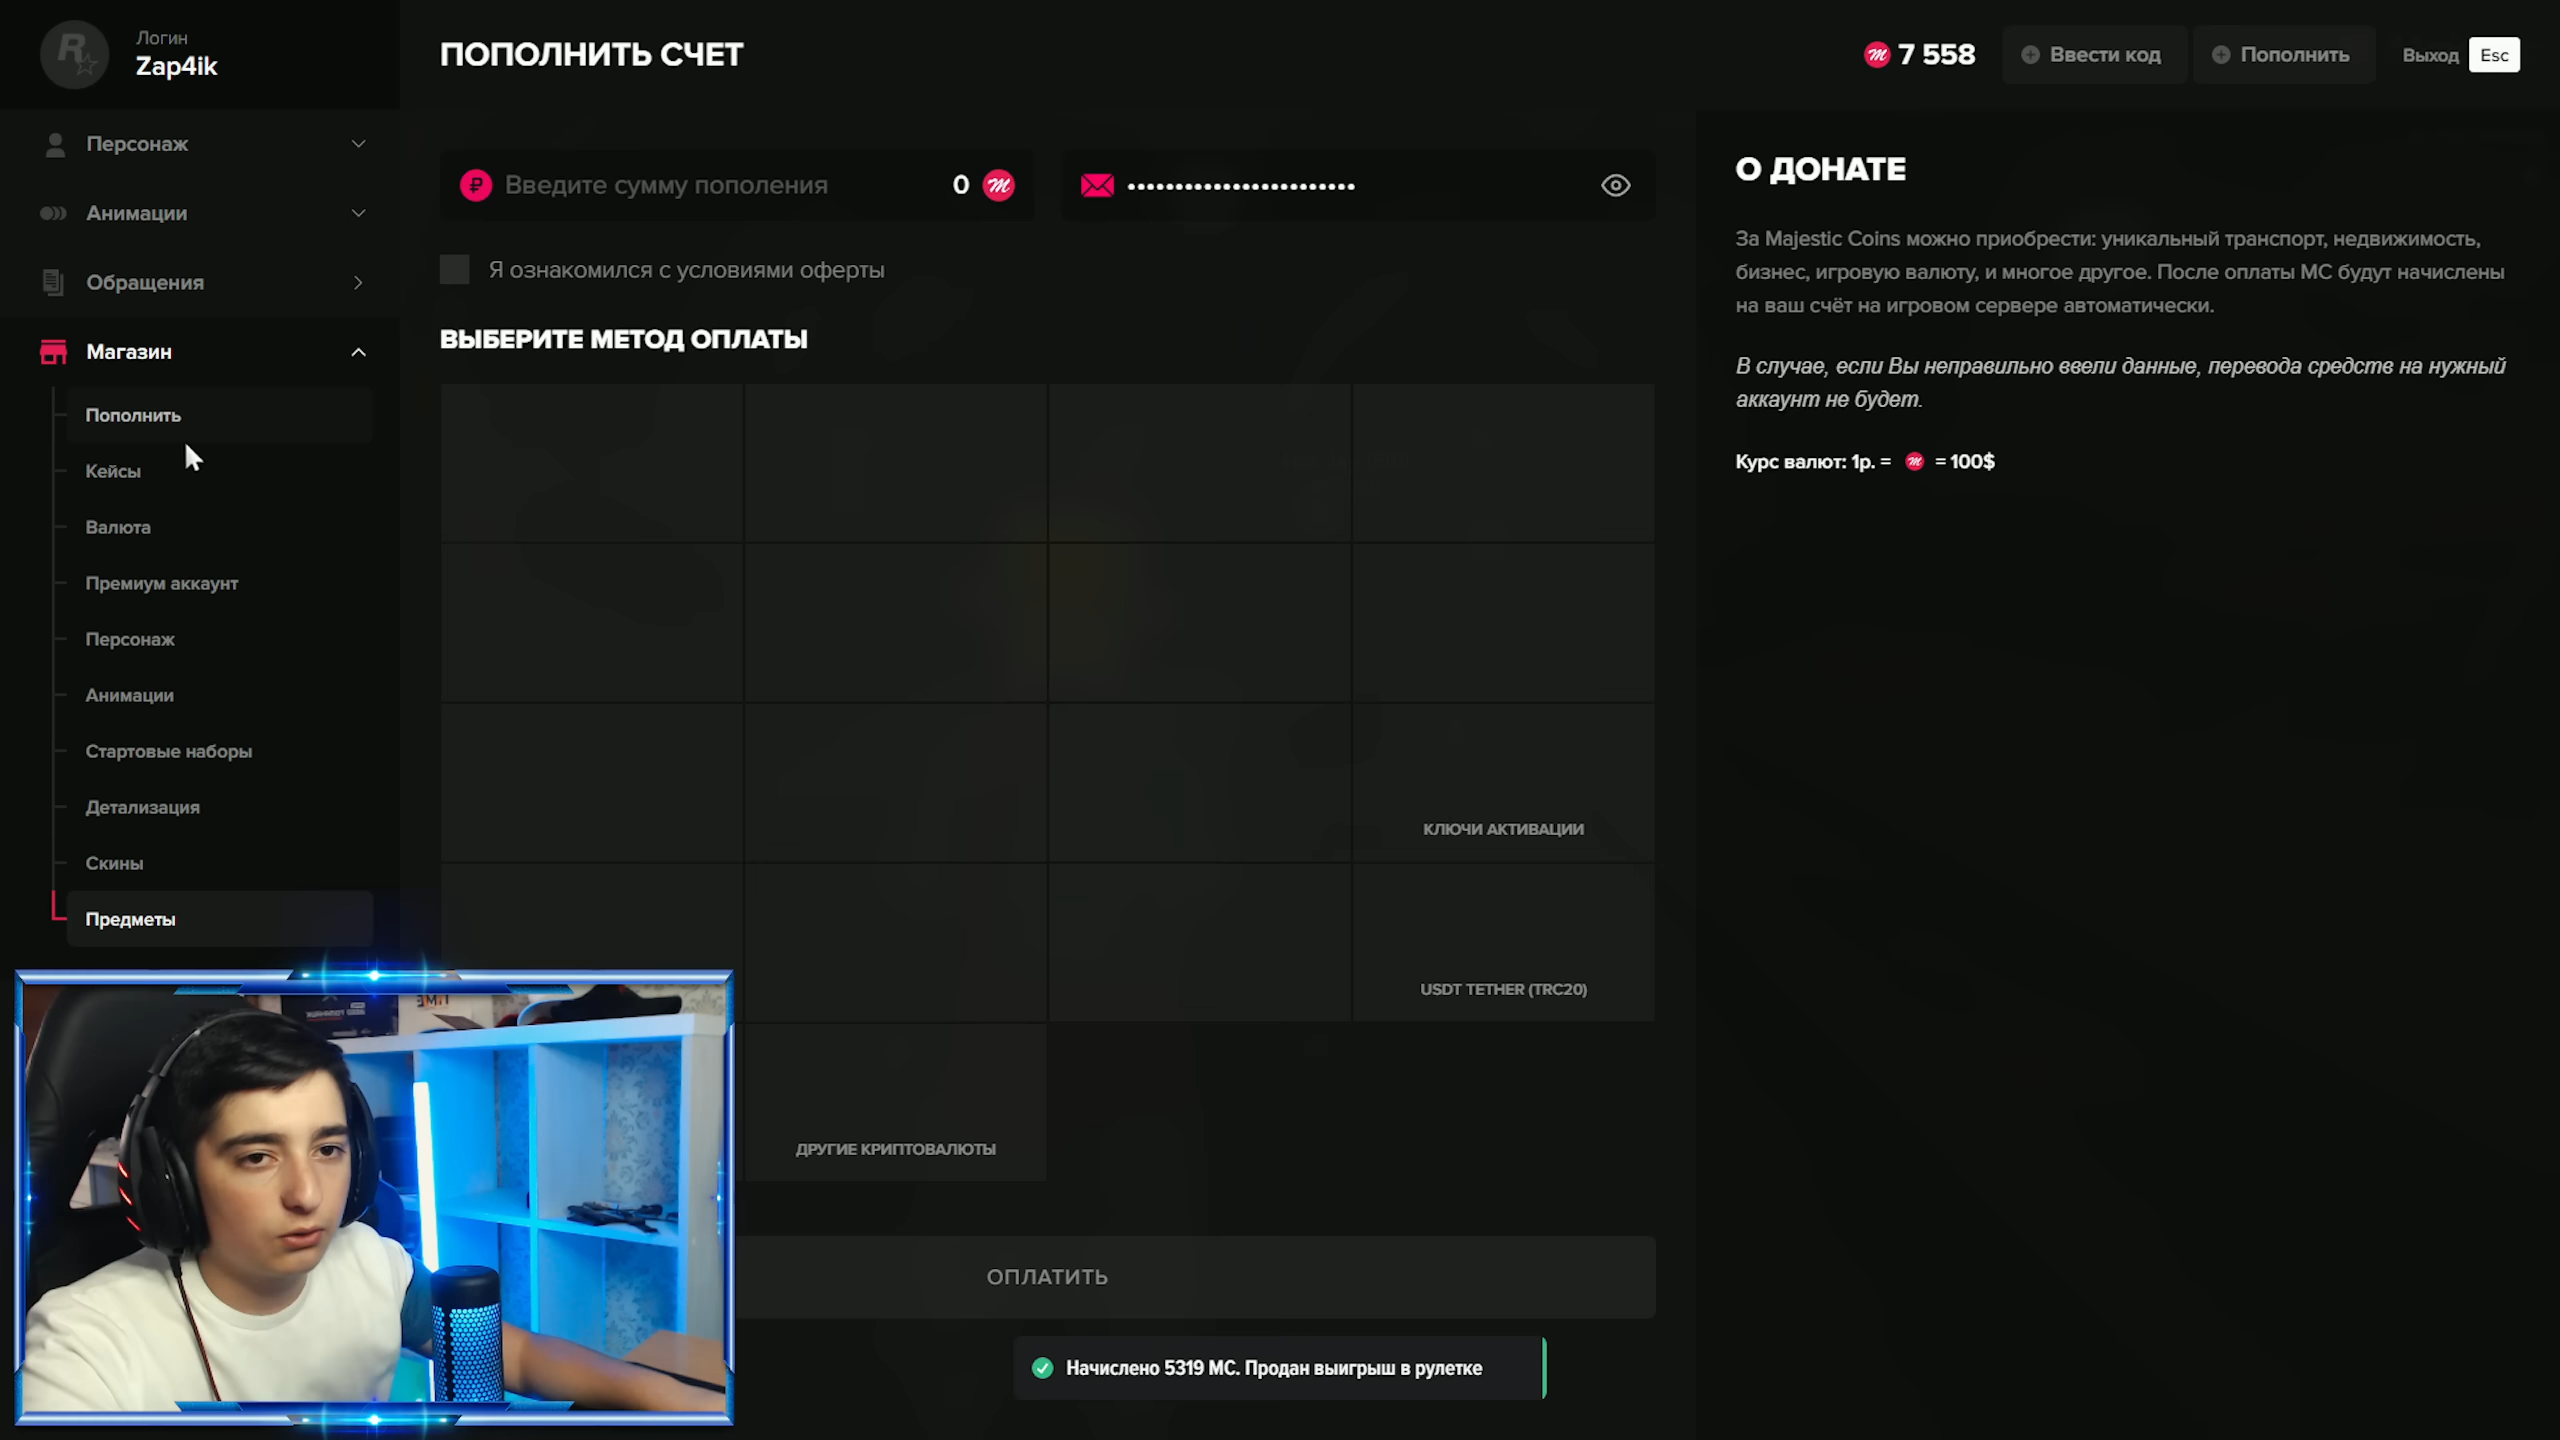 Логин
Zap4ik
ПОПОЛНИТЬ СЧЕТ
7 558
Ввести код
Пополнить
Выход
Esc
Персонаж
Анимации
Обращения
Магазин
Пополнить
Кейсы
Валюта
Премиум аккаунт
Персонаж
Анимации
Стартовые наборы
Детализация
Скины
Предметы
Введите сумму пополения
0
••••••••••••••••••••••••
Я ознакомился с условиями оферты
ВЫБЕРИТЕ МЕТОД ОПЛАТЫ
КЛЮЧИ АКТИВАЦИИ
USDT TETHER (TRC20)
ДРУГИЕ КРИПТОВАЛЮТЫ
ОПЛАТИТЬ
Начислено 5319 MC. Продан выигрыш в рулетке
О ДОНАТЕ
За Majestic Coins можно приобрести: уникальный транспорт, недвижимость,
бизнес, игровую валюту, и многое другое. После оплаты MC будут начислены
на ваш счёт на игровом сервере автоматически.
В случае, если Вы неправильно ввели данные, перевода средств на нужный
аккаунт не будет.
Курс валют: 1р. = = 100$